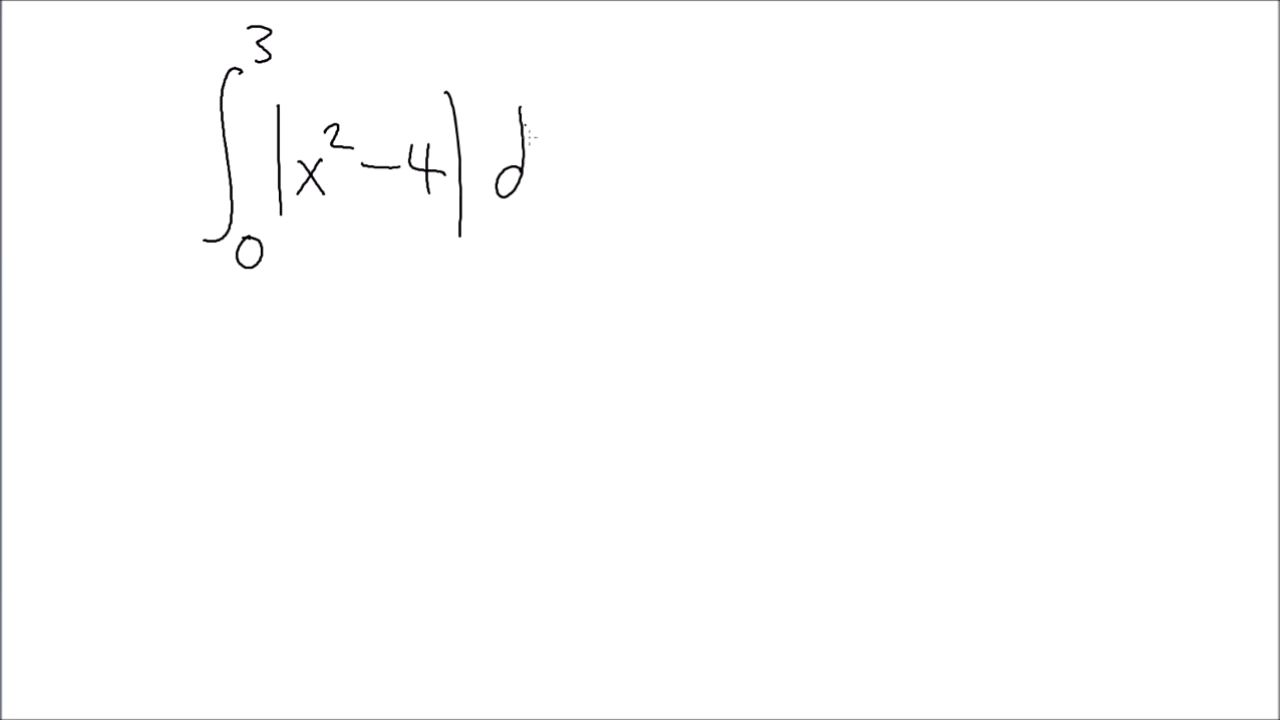 ∫₀³ |x² − 4| d